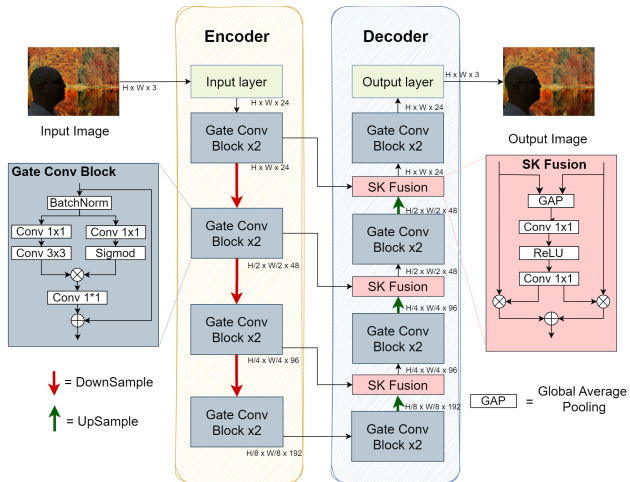 Encoder
Decoder
Input layer
Output layer
H x W x 3
H x W x 3
Input Image
Output Image
H x W x 24
H x W x 24
Gate Conv
Block x2
Gate Conv
Block x2
H x W x 24
H x W x 24
SK Fusion
Gate Conv Block
BatchNorm
Conv 1x1
Conv 1x1
Conv 3x3
Sigmod
Conv 1*1
SK Fusion
GAP
Conv 1x1
ReLU
Conv 1x1
H/2 x W/2 x 48
Gate Conv
Block x2
Gate Conv
Block x2
H/2 x W/2 x 48
H/2 x W/2 x 48
SK Fusion
H/4 x W/4 x 96
Gate Conv
Block x2
Gate Conv
Block x2
H/4 x W/4 x 96
H/4 x W/4 x 96
SK Fusion
H/8 x W/8 x 192
Gate Conv
Block x2
Gate Conv
Block x2
H/8 x W/8 x 192
= DownSample
= UpSample
GAP = Global Average
Pooling